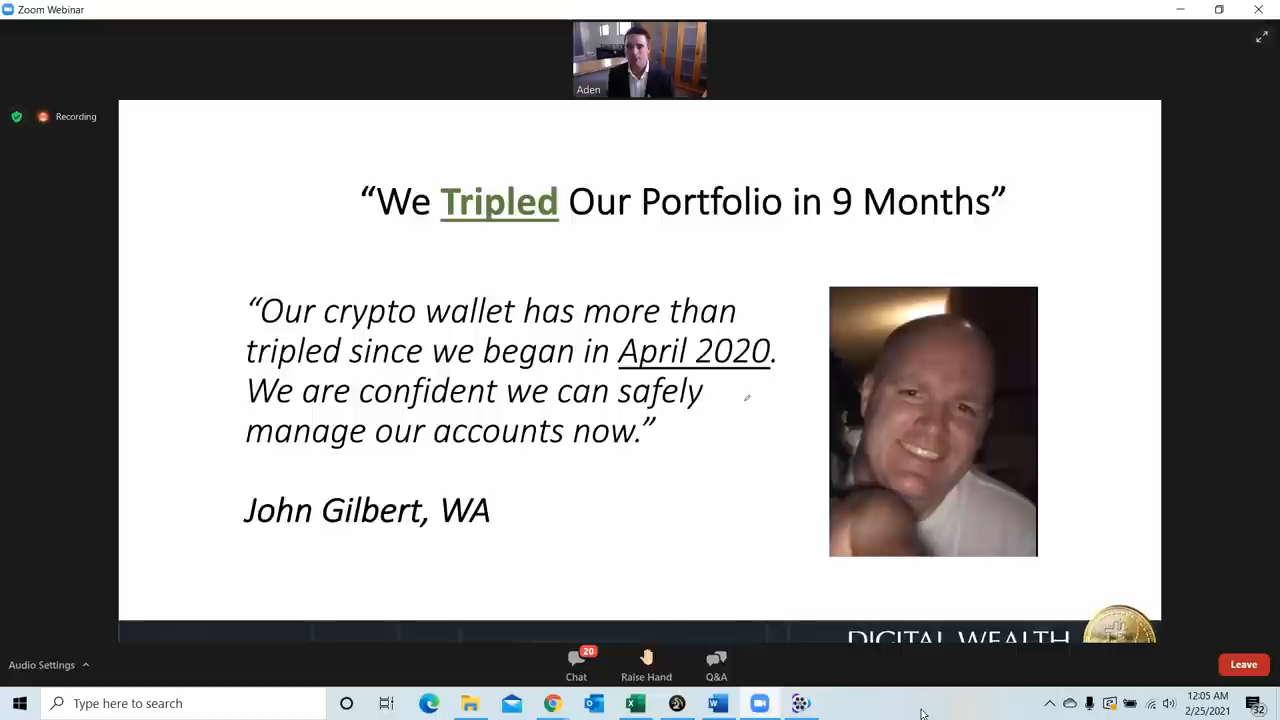 Zoom Webinar
Aden
Recording
“We Tripled Our Portfolio in 9 Months”
“Our crypto wallet has more than
tripled since we began in April 2020.
We are confident we can safely
manage our accounts now.”
John Gilbert, WA
DIGITAL WEALTH
Audio Settings
20
Chat
Raise Hand
Q&A
Leave
Type here to search
12:05 AM
2/25/2021
32